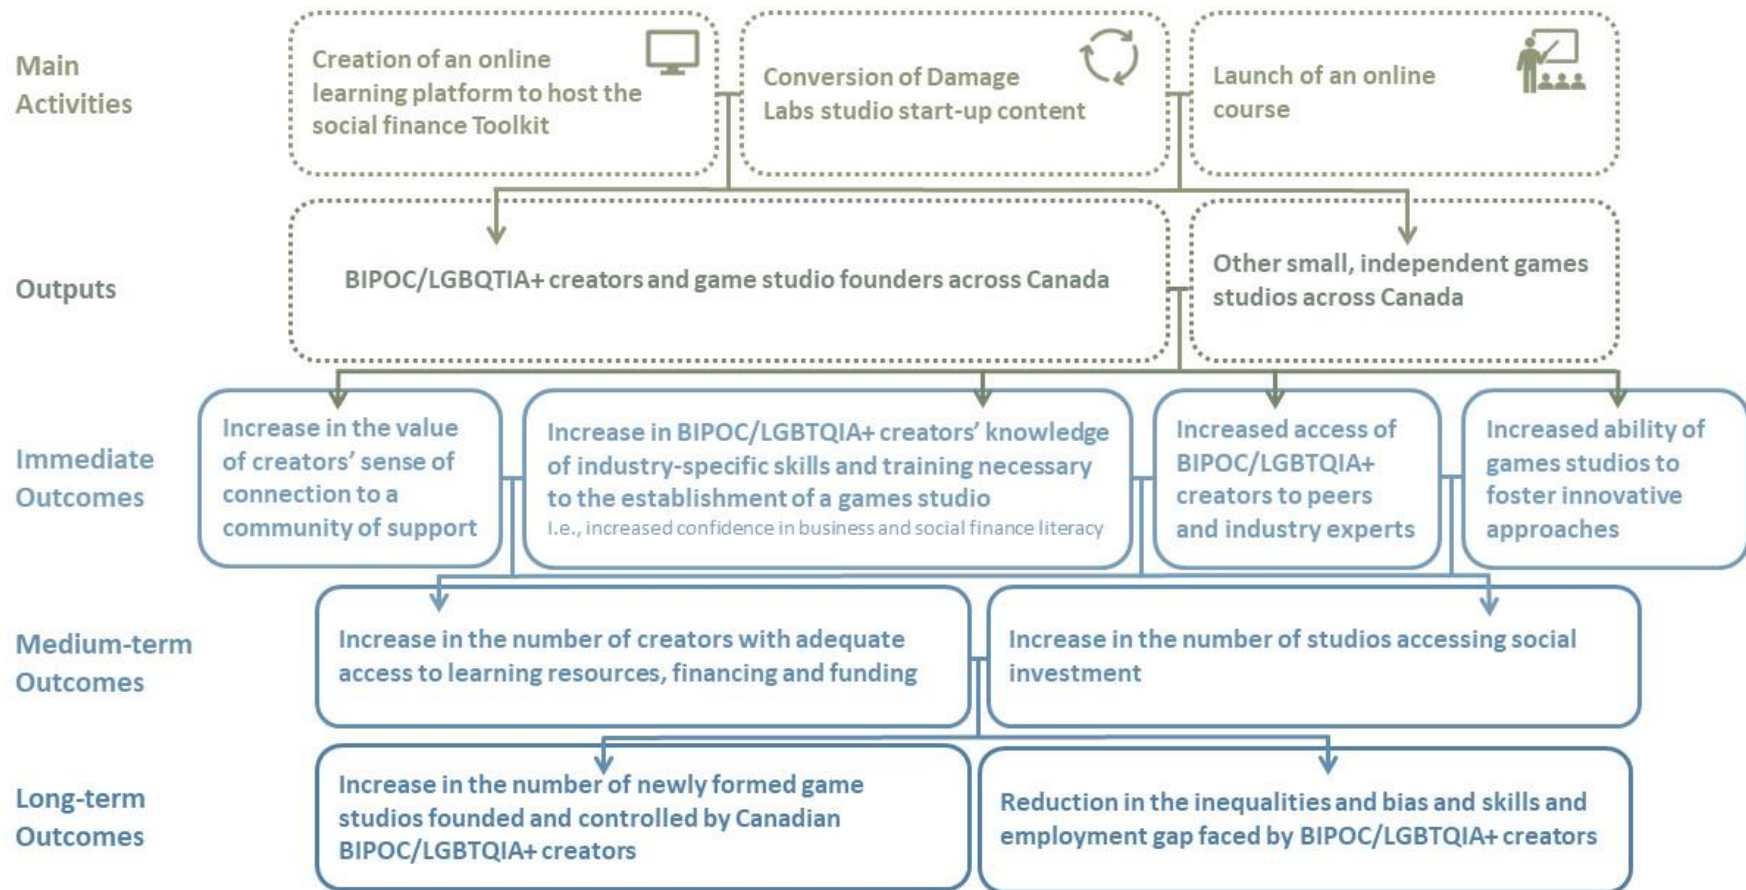 Main
Activities
Creation of an online
learning platform to host the
social finance Toolkit
Conversion of Damage
Labs studio start-up content
Launch of an online
course
Outputs
BIPOC/LGBQTIA+ creators and game studio founders across Canada
Other small, independent games
studios across Canada
Immediate
Outcomes
Increase in the value
of creators’ sense of
connection to a
community of support
Increase in BIPOC/LGBTQIA+ creators’ knowledge
of industry-specific skills and training necessary
to the establishment of a games studio
I.e., increased confidence in business and social finance literacy
Increased access of
BIPOC/LGBTQIA+
creators to peers
and industry experts
Increased ability of
games studios to
foster innovative
approaches
Medium-term
Outcomes
Increase in the number of creators with adequate
access to learning resources, financing and funding
Increase in the number of studios accessing social
investment
Long-term
Outcomes
Increase in the number of newly formed game
studios founded and controlled by Canadian
BIPOC/LGBTQIA+ creators
Reduction in the inequalities and bias and skills and
employment gap faced by BIPOC/LGBTQIA+ creators